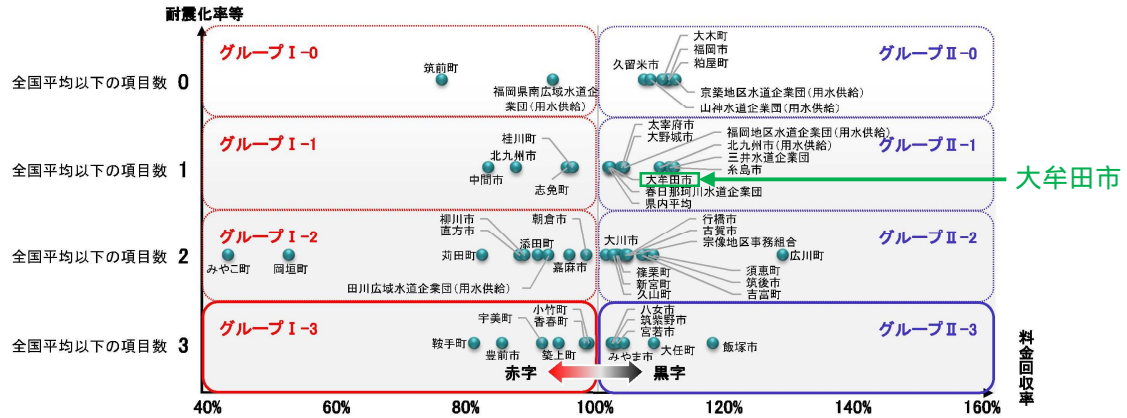 耐震化率等
グループⅠ-0
グループⅡ-0
全国平均以下の項目数 0
筑前町
福岡県南広域水道企
業団(用水供給)
久留米市
大木町
福岡市
粕屋町
京築地区水道企業団(用水供給)
山神水道企業団(用水供給)
グループⅠ-1
グループⅡ-1
全国平均以下の項目数 1
桂川町
北九州市
中間市
志免町
太宰府市
大野城市
福岡地区水道企業団(用水供給)
北九州市(用水供給)
三井水道企業団
糸島市
大牟田市
春日那珂川水道企業団
県内平均
大牟田市
グループⅠ-2
グループⅡ-2
全国平均以下の項目数 2
みやこ町
岡垣町
苅田町
柳川市
直方市
添田町
朝倉市
嘉麻市
田川広域水道企業団(用水供給)
大川市
行橋市
古賀市
宗像地区事務組合
広川町
篠栗町
新宮町
久山町
須恵町
筑後市
吉富町
グループⅠ-3
グループⅡ-3
全国平均以下の項目数 3
鞍手町
豊前市
宇美町
小竹町
香春町
築上町
八女市
筑紫野市
宮若市
みやま市
大任町
飯塚市
赤字
黒字
料金回収率
40%
60%
80%
100%
120%
140%
160%